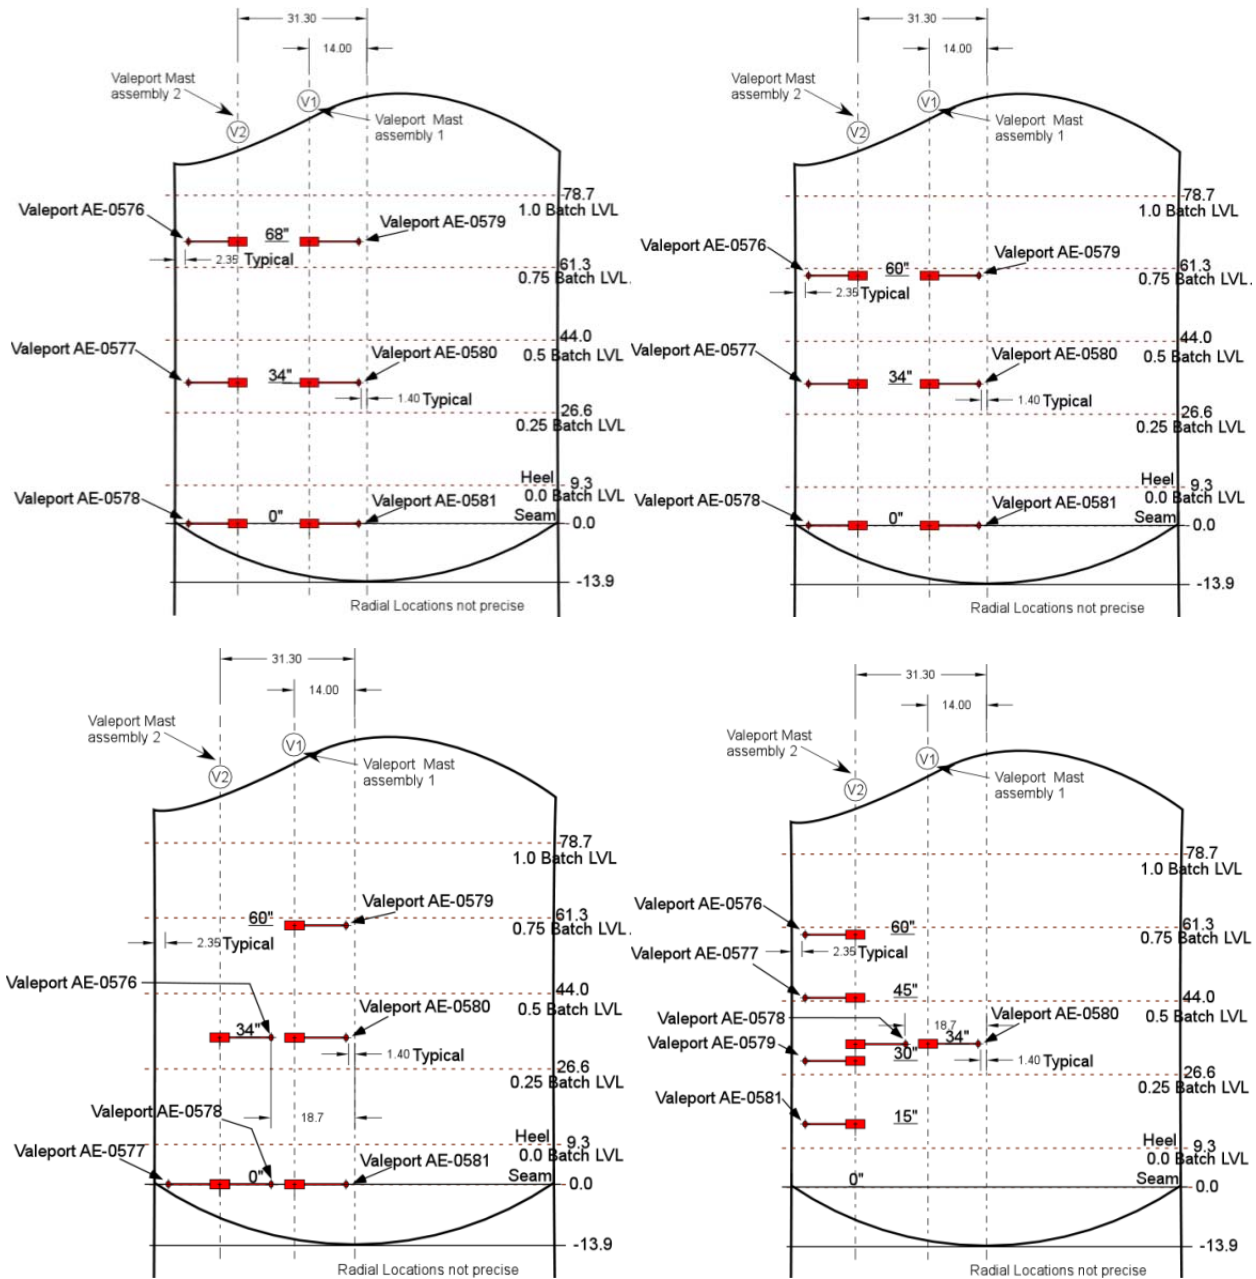 31.30
14.00
Valeport Mast
assembly 2
V1
V2
Valeport Mast
assembly 1
78.7
1.0 Batch LVL
Valeport AE-0576
68"
Valeport AE-0579
2.35 Typical
61.3
0.75 Batch LVL.
44.0
0.5 Batch LVL
Valeport AE-0577
34"
Valeport AE-0580
1.40 Typical
26.6
0.25 Batch LVL
Heel
9.3
0.0 Batch LVL
Valeport AE-0578
0"
Valeport AE-0581
Seam
0.0
-13.9
Radial Locations not precise
31.30
14.00
Valeport Mast
assembly 2
V1
V2
Valeport Mast
assembly 1
78.7
1.0 Batch LVL
Valeport AE-0576
60"
Valeport AE-0579
61.3
0.75 Batch LVL.
2.35 Typical
44.0
0.5 Batch LVL
Valeport AE-0577
34"
Valeport AE-0580
1.40 Typical
26.6
0.25 Batch LVL
Heel
9.3
0.0 Batch LVL
Valeport AE-0578
0"
Valeport AE-0581
Seam
0.0
-13.9
Radial Locations not precise
31.30
14.00
Valeport Mast
assembly 2
V1
V2
Valeport Mast
assembly 1
78.7
1.0 Batch LVL
Valeport AE-0579
60"
61.3
0.75 Batch LVL.
2.35 Typical
Valeport AE-0576
44.0
0.5 Batch LVL
34"
Valeport AE-0580
1.40 Typical
26.6
0.25 Batch LVL
Valeport AE-0578
18.7
Heel
9.3
0.0 Batch LVL
Valeport AE-0577
0"
Valeport AE-0581
Seam
0.0
-13.9
Radial Locations not precise
31.30
14.00
Valeport Mast
assembly 2
V1
V2
Valeport Mast
assembly 1
78.7
1.0 Batch LVL
Valeport AE-0576
60"
61.3
0.75 Batch LVL
2.35 Typical
Valeport AE-0577
45"
44.0
0.5 Batch LVL
Valeport AE-0578
18.7
Valeport AE-0580
Valeport AE-0579
34"
30"
1.40 Typical
26.6
0.25 Batch LVL
Valeport AE-0581
15"
Heel
9.3
0.0 Batch LVL
0"
Seam
0.0
-13.9
Radial Locations not precise